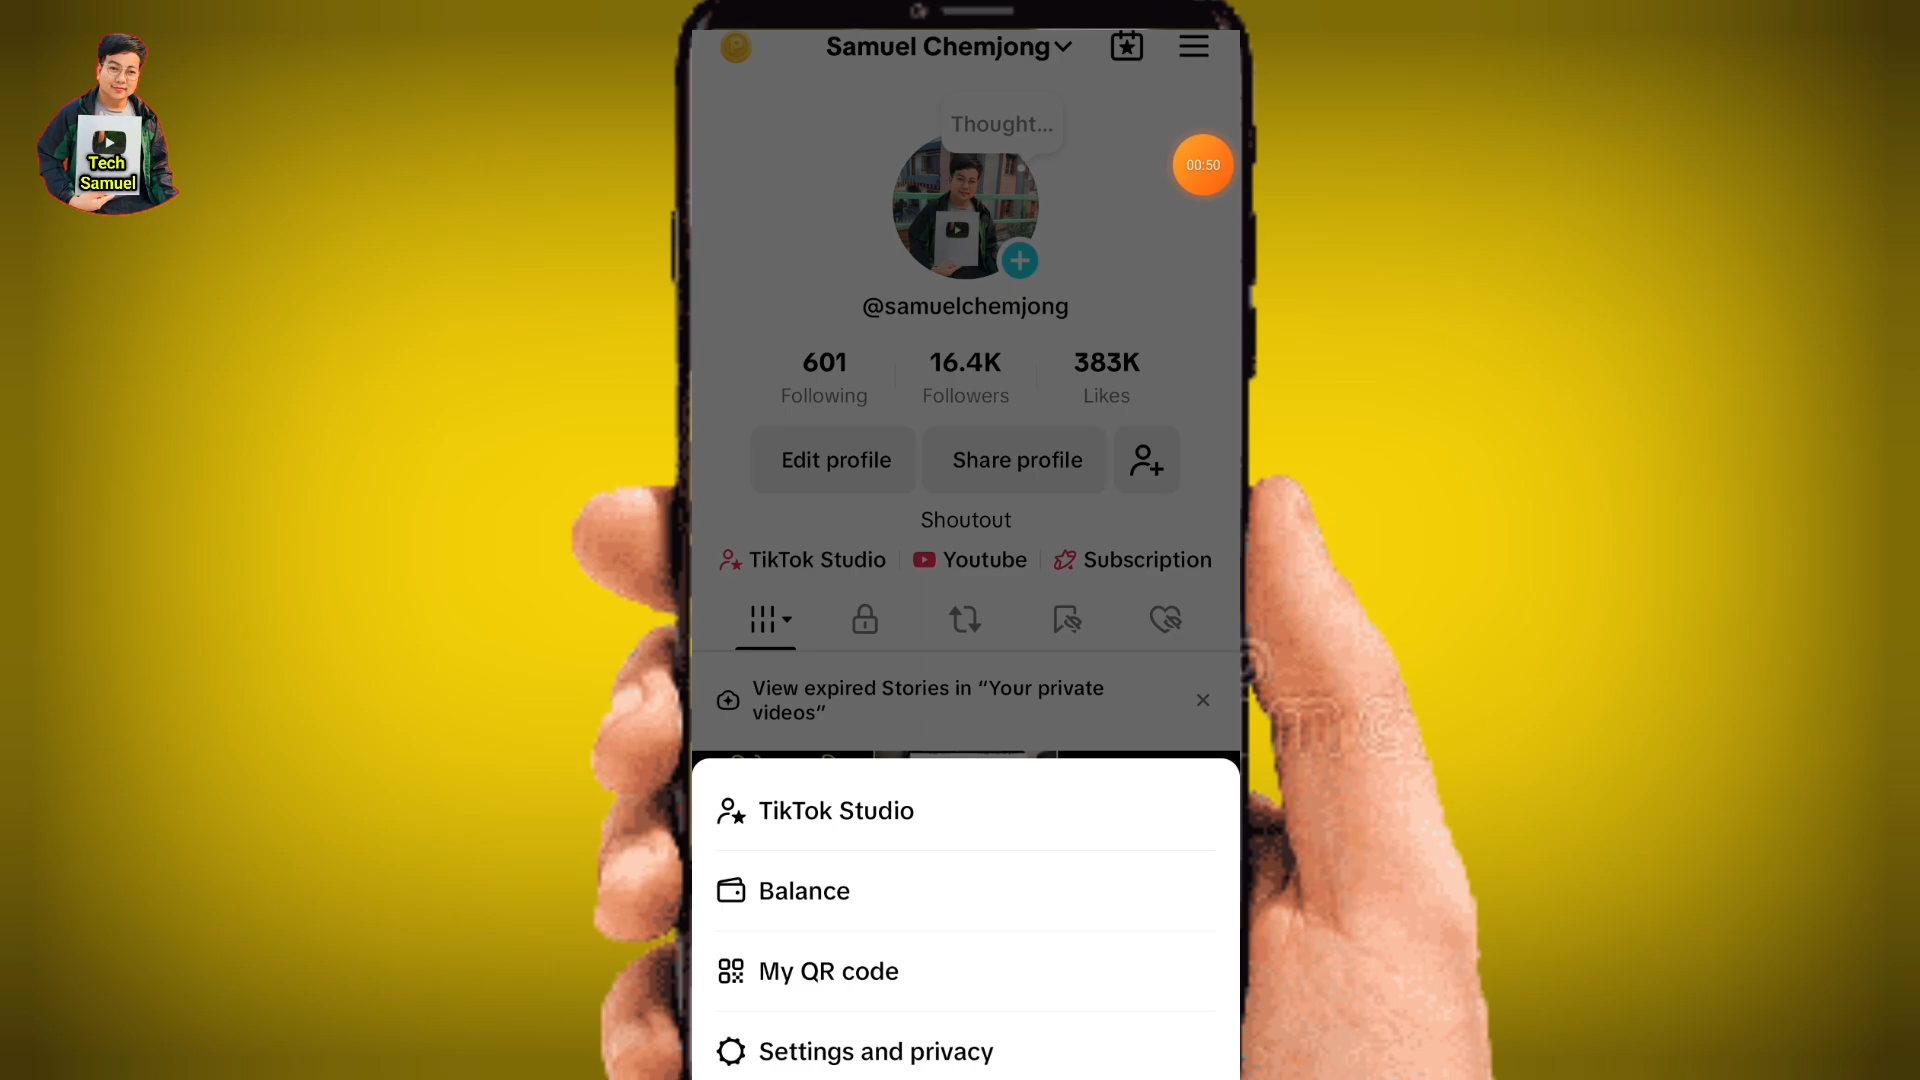 Tech
Samuel
Samuel Chemjong
Thought...
00:50
@samuelchemjong
601
16.4K
383K
Following
Followers
Likes
Edit profile
Share profile
Shoutout
TikTok Studio
Youtube
Subscription
View expired Stories in “Your private
videos”
TikTok Studio
Balance
My QR code
Settings and privacy